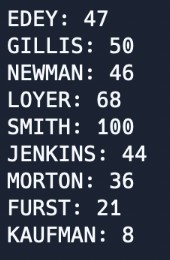 EDEY: 47
GILLIS: 50
NEWMAN: 46
LOYER: 68
SMITH: 100
JENKINS: 44
MORTON: 36
FURST: 21
KAUFMAN: 8